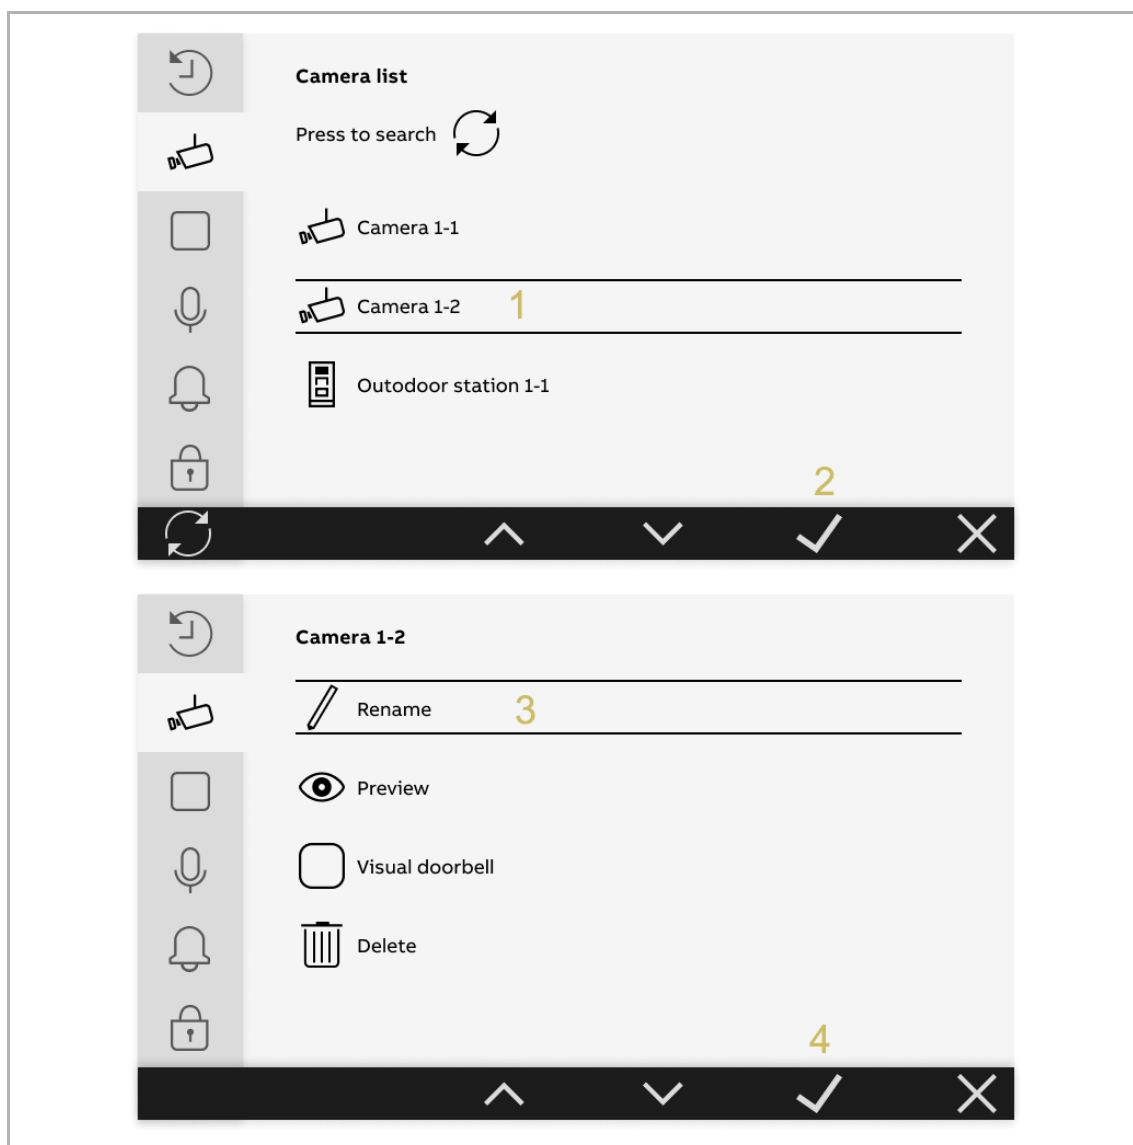 Camera list
Press to search
Camera 1-1
Camera 1-2 1
Outodoor station 1-1
2
Camera 1-2
Rename 3
Preview
Visual doorbell
Delete
4